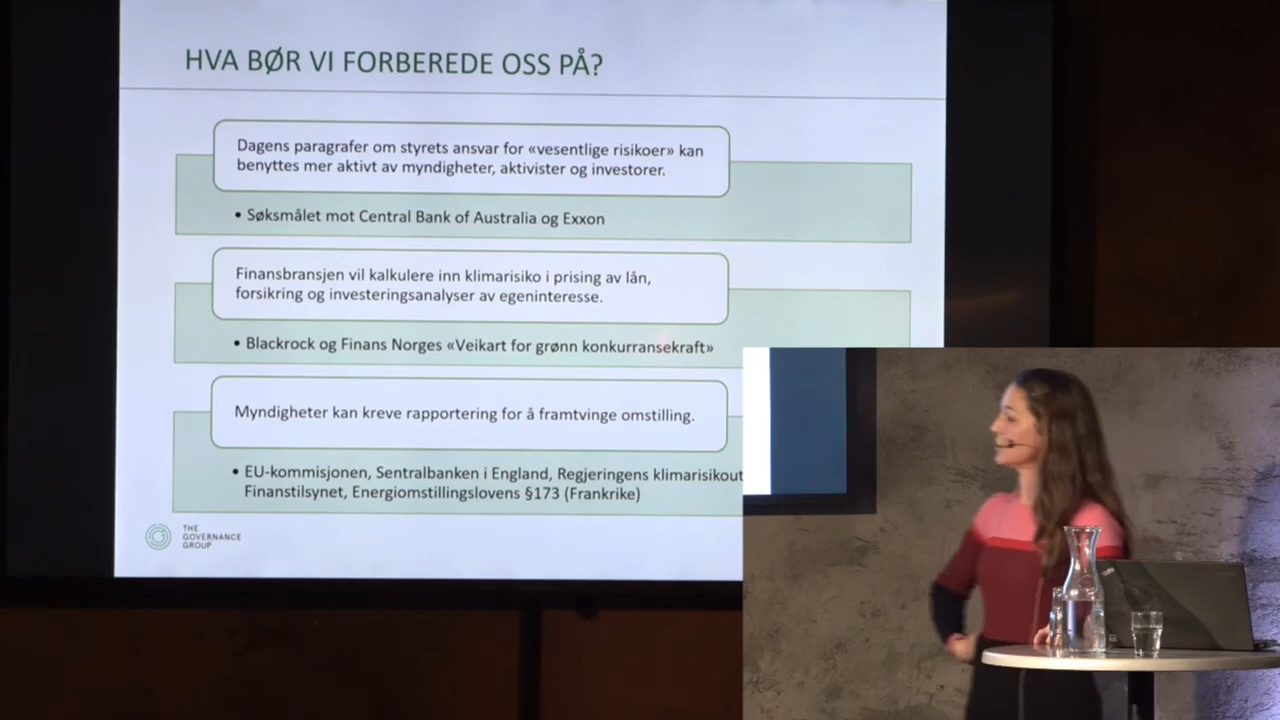 HVA BØR VI FORBEREDE OSS PÅ?
Dagens paragrafer om styrets ansvar for «vesentlige risikoer» kan
benyttes mer aktivt av myndigheter, aktivister og investorer.
• Søksmålet mot Central Bank of Australia og Exxon
Finansbransjen vil kalkulere inn klimarisiko i prising av lån,
forsikring og investeringsanalyser av egeninteresse.
• Blackrock og Finans Norges «Veikart for grønn konkurransekraft»
Myndigheter kan kreve rapportering for å framtvinge omstilling.
• EU-kommisjonen, Sentralbanken i England, Regjeringens klimarisikout
Finanstilsynet, Energiomstillingslovens §173 (Frankrike)
THE
GOVERNANCE
GROUP